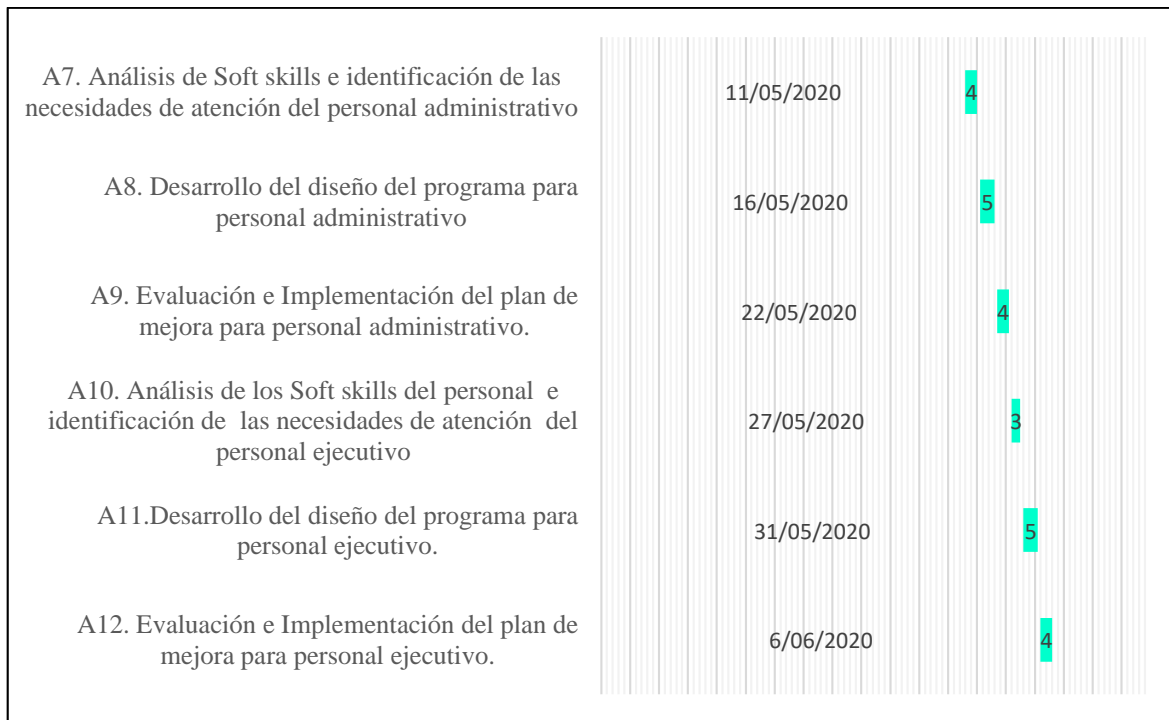 A7. Análisis de Soft skills e identificación de las
necesidades de atención del personal administrativo
11/05/2020
4
A8. Desarrollo del diseño del programa para
personal administrativo
16/05/2020
5
A9. Evaluación e Implementación del plan de
mejora para personal administrativo.
22/05/2020
4
A10. Análisis de los Soft skills del personal e
identificación de las necesidades de atención del
personal ejecutivo
27/05/2020
3
A11.Desarrollo del diseño del programa para
personal ejecutivo.
31/05/2020
5
A12. Evaluación e Implementación del plan de
mejora para personal ejecutivo.
6/06/2020
4